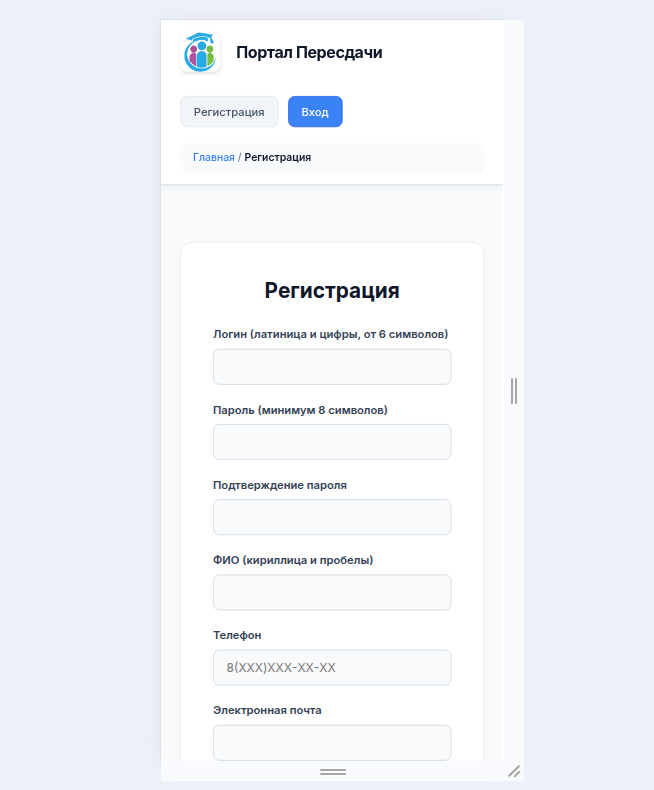 Портал Пересдачи
Регистрация Вход
Главная / Регистрация
Регистрация
Логин (латиница и цифры, от 6 символов)
Пароль (минимум 8 символов)
Подтверждение пароля
ФИО (кириллица и пробелы)
Телефон
8(XXX)XXX-XX-XX
Электронная почта